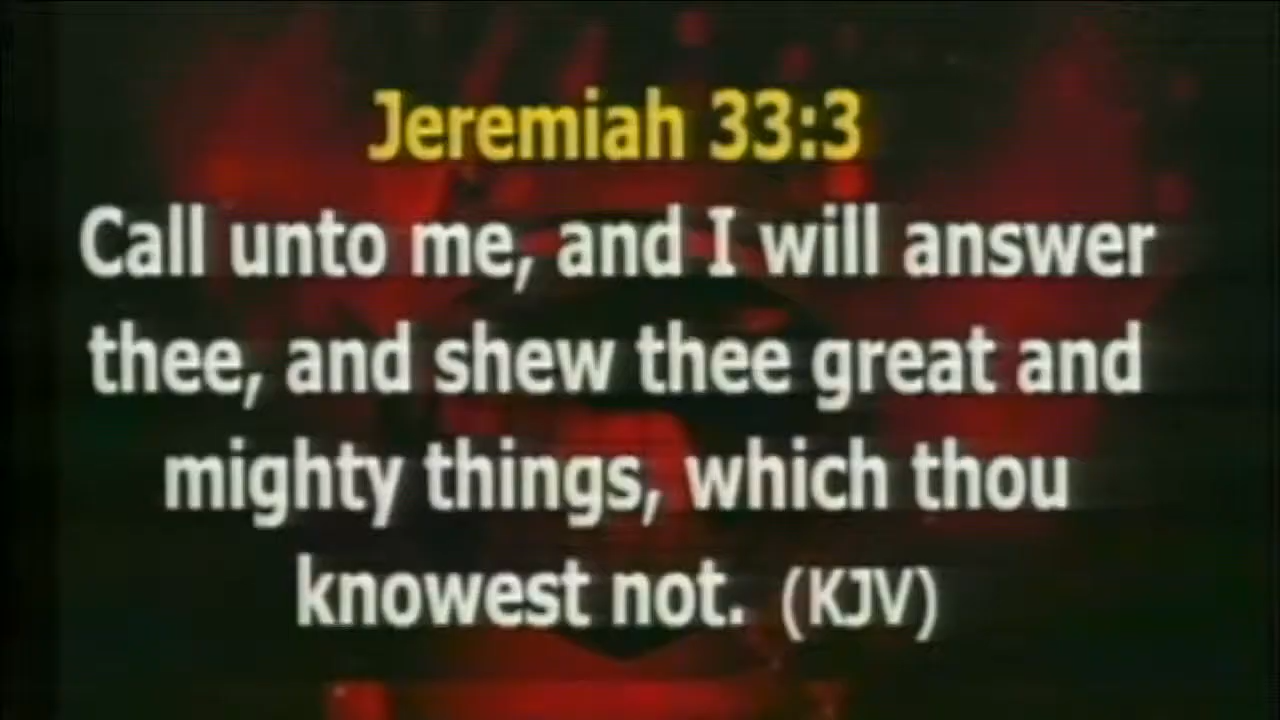 Jeremiah 33:3
Call unto me, and I will answer
thee, and shew thee great and
mighty things, which thou
knowest not. (KJV)